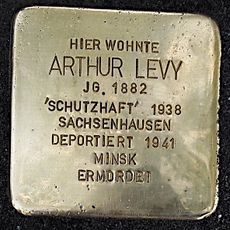 HIER WOHNTE
ARTHUR LEVY
JG. 1882
'SCHUTZHAFT' 1938
SACHSENHAUSEN
DEPORTIERT 1941
MINSK
ERMORDET